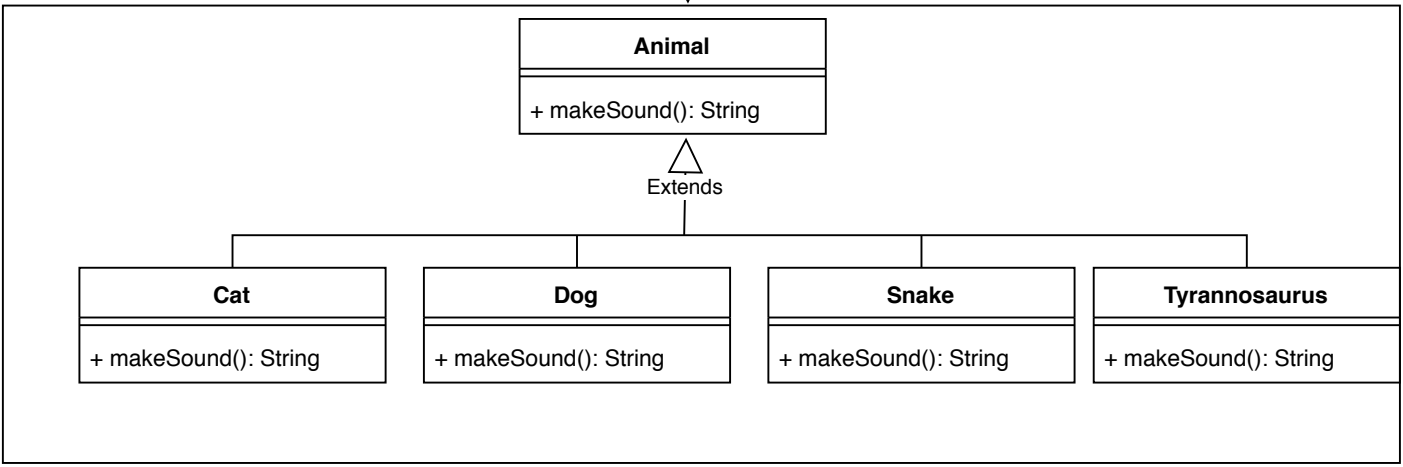 Animal
+ makeSound(): String
Extends
Cat
Dog
Snake
Tyrannosaurus
+ makeSound(): String
+ makeSound(): String
+ makeSound(): String
+ makeSound(): String